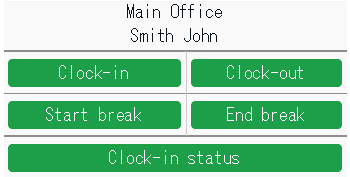 Main Office
Smith John
Clock-in Clock-out
Start break End break
Clock-in status